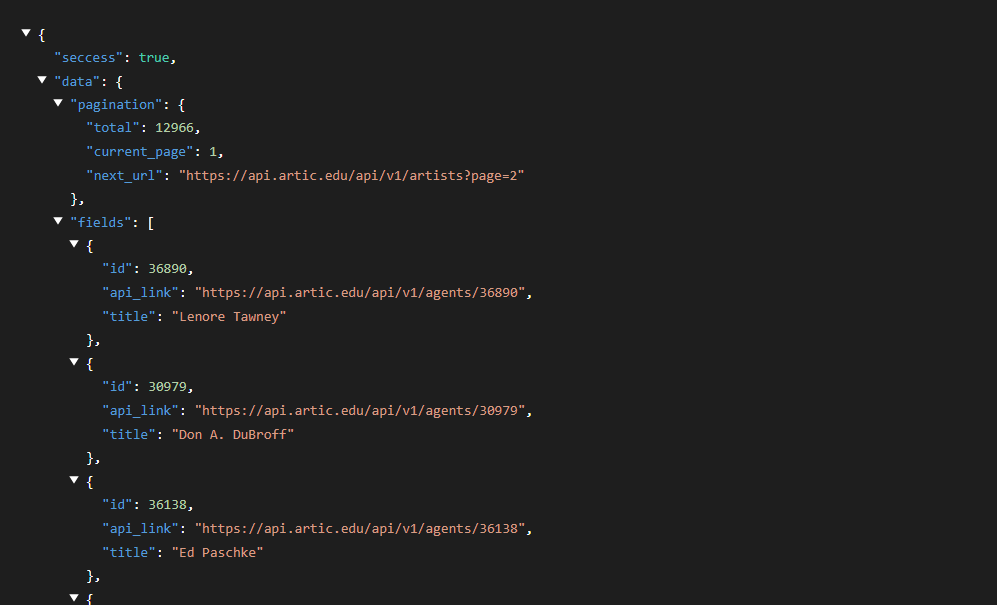 {
"seccess": true,
"data": {
"pagination": {
"total": 12966,
"current_page": 1,
"next_url": "https://api.artic.edu/api/v1/artists?page=2"
},
"fields": [
{
"id": 36890,
"api_link": "https://api.artic.edu/api/v1/agents/36890",
"title": "Lenore Tawney"
},
{
"id": 30979,
"api_link": "https://api.artic.edu/api/v1/agents/30979",
"title": "Don A. DuBroff"
},
{
"id": 36138,
"api_link": "https://api.artic.edu/api/v1/agents/36138",
"title": "Ed Paschke"
},
{